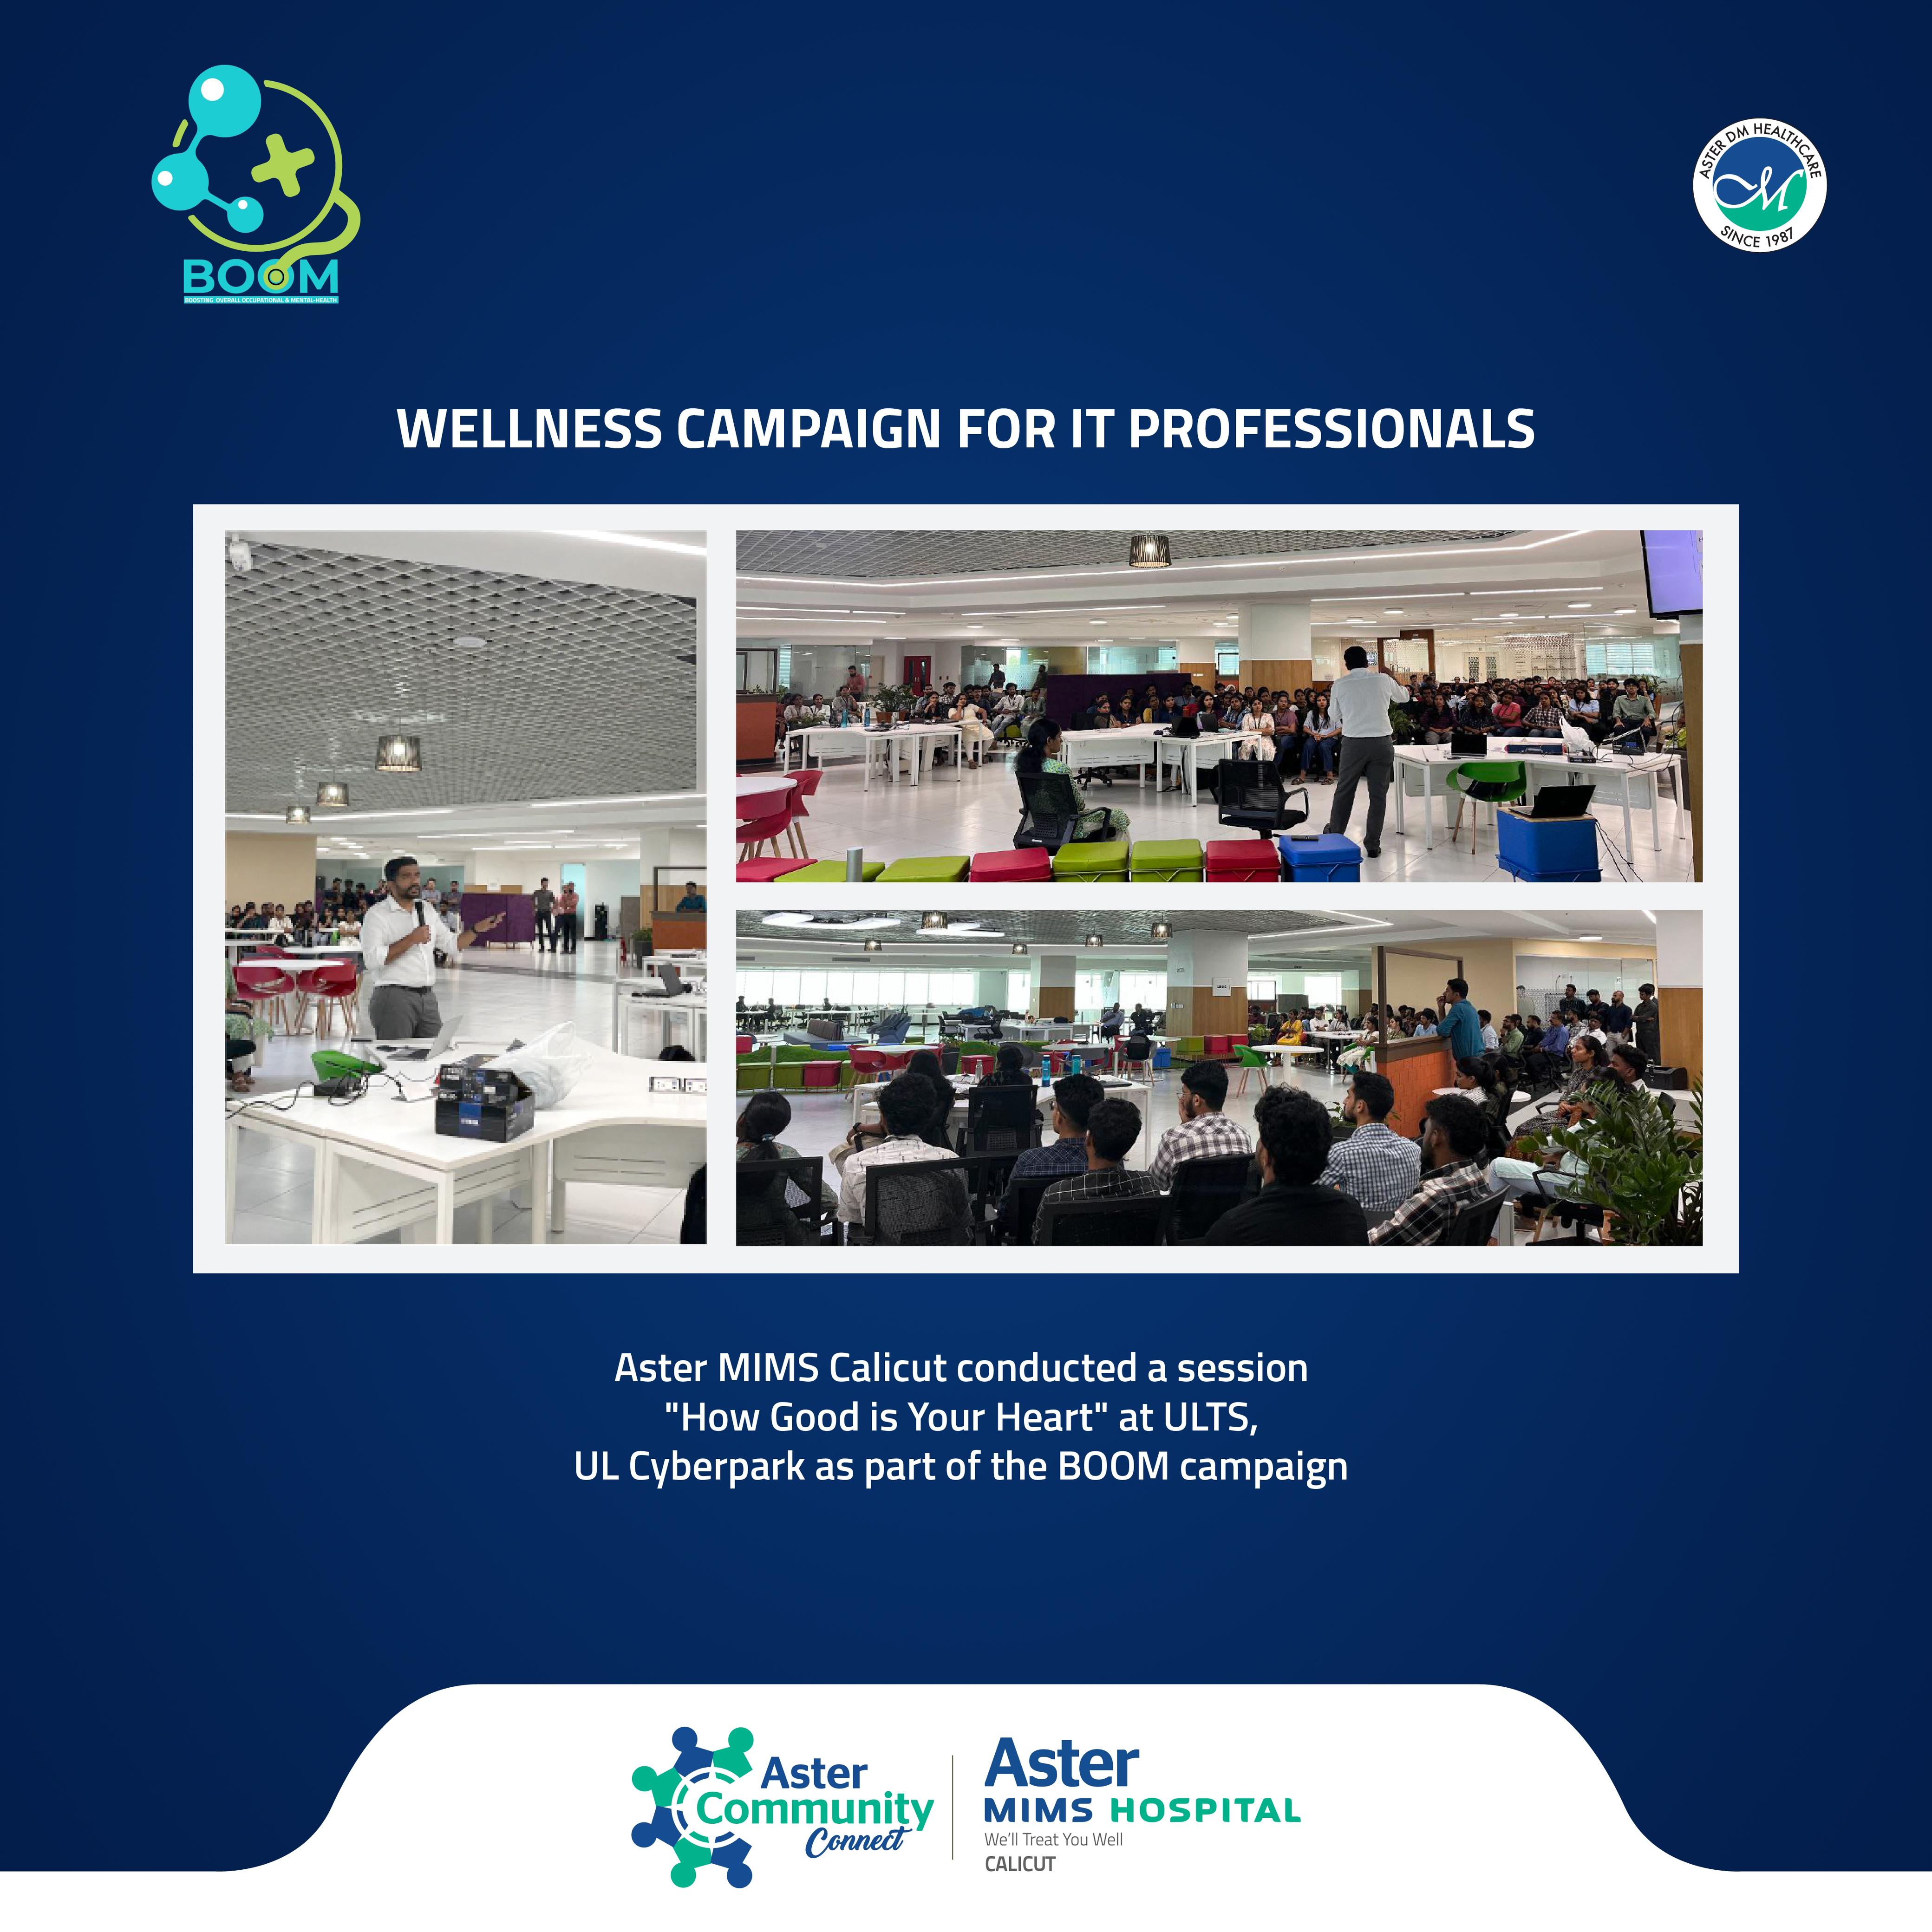 BOOM
BOOSTING OVERALL OCCUPATIONAL & MENTAL-HEALTH
ASTER DM HEALTHCARE
SINCE 1987
WELLNESS CAMPAIGN FOR IT PROFESSIONALS
Aster MIMS Calicut conducted a session
"How Good is Your Heart" at ULTS,
UL Cyberpark as part of the BOOM campaign
Aster
Community
Connect
Aster
MIMS HOSPITAL
We'll Treat You Well
CALICUT